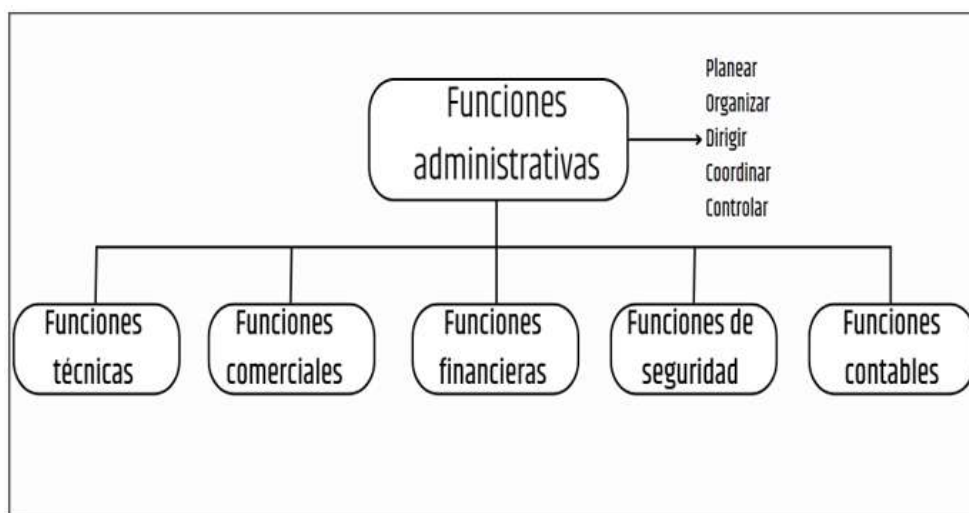 Funciones
administrativas
Planear
Organizar
Dirigir
Coordinar
Controlar
Funciones
técnicas
Funciones
comerciales
Funciones
financieras
Funciones de
seguridad
Funciones
contables